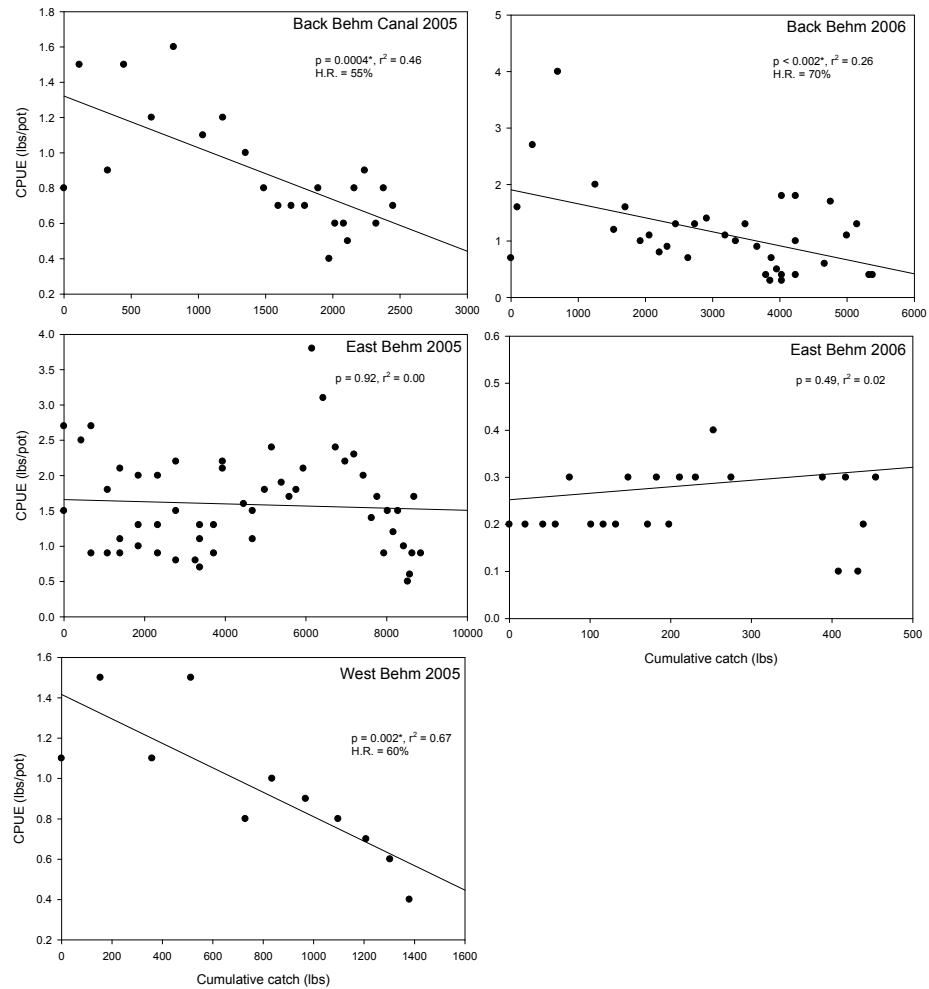 Back Behm Canal 2005
p = 0.0004*, r² = 0.46
H.R. = 55%
CPUE (lbs/pot)
1.8
1.6
1.4
1.2
1.0
0.8
0.6
0.4
0.2
0 500 1000 1500 2000 2500 3000
Back Behm 2006
p < 0.002*, r² = 0.26
H.R. = 70%
5
4
3
2
1
0
0 1000 2000 3000 4000 5000 6000
East Behm 2005
p = 0.92, r² = 0.00
CPUE (lbs/pot)
4.0
3.5
3.0
2.5
2.0
1.5
1.0
0.5
0.0
0 2000 4000 6000 8000 10000
East Behm 2006
p = 0.49, r² = 0.02
0.6
0.5
0.4
0.3
0.2
0.1
0.0
0 100 200 300 400 500
Cumulative catch (lbs)
West Behm 2005
p = 0.002*, r² = 0.67
H.R. = 60%
CPUE (lbs/pot)
1.6
1.4
1.2
1.0
0.8
0.6
0.4
0.2
0 200 400 600 800 1000 1200 1400 1600
Cumulative catch (lbs)